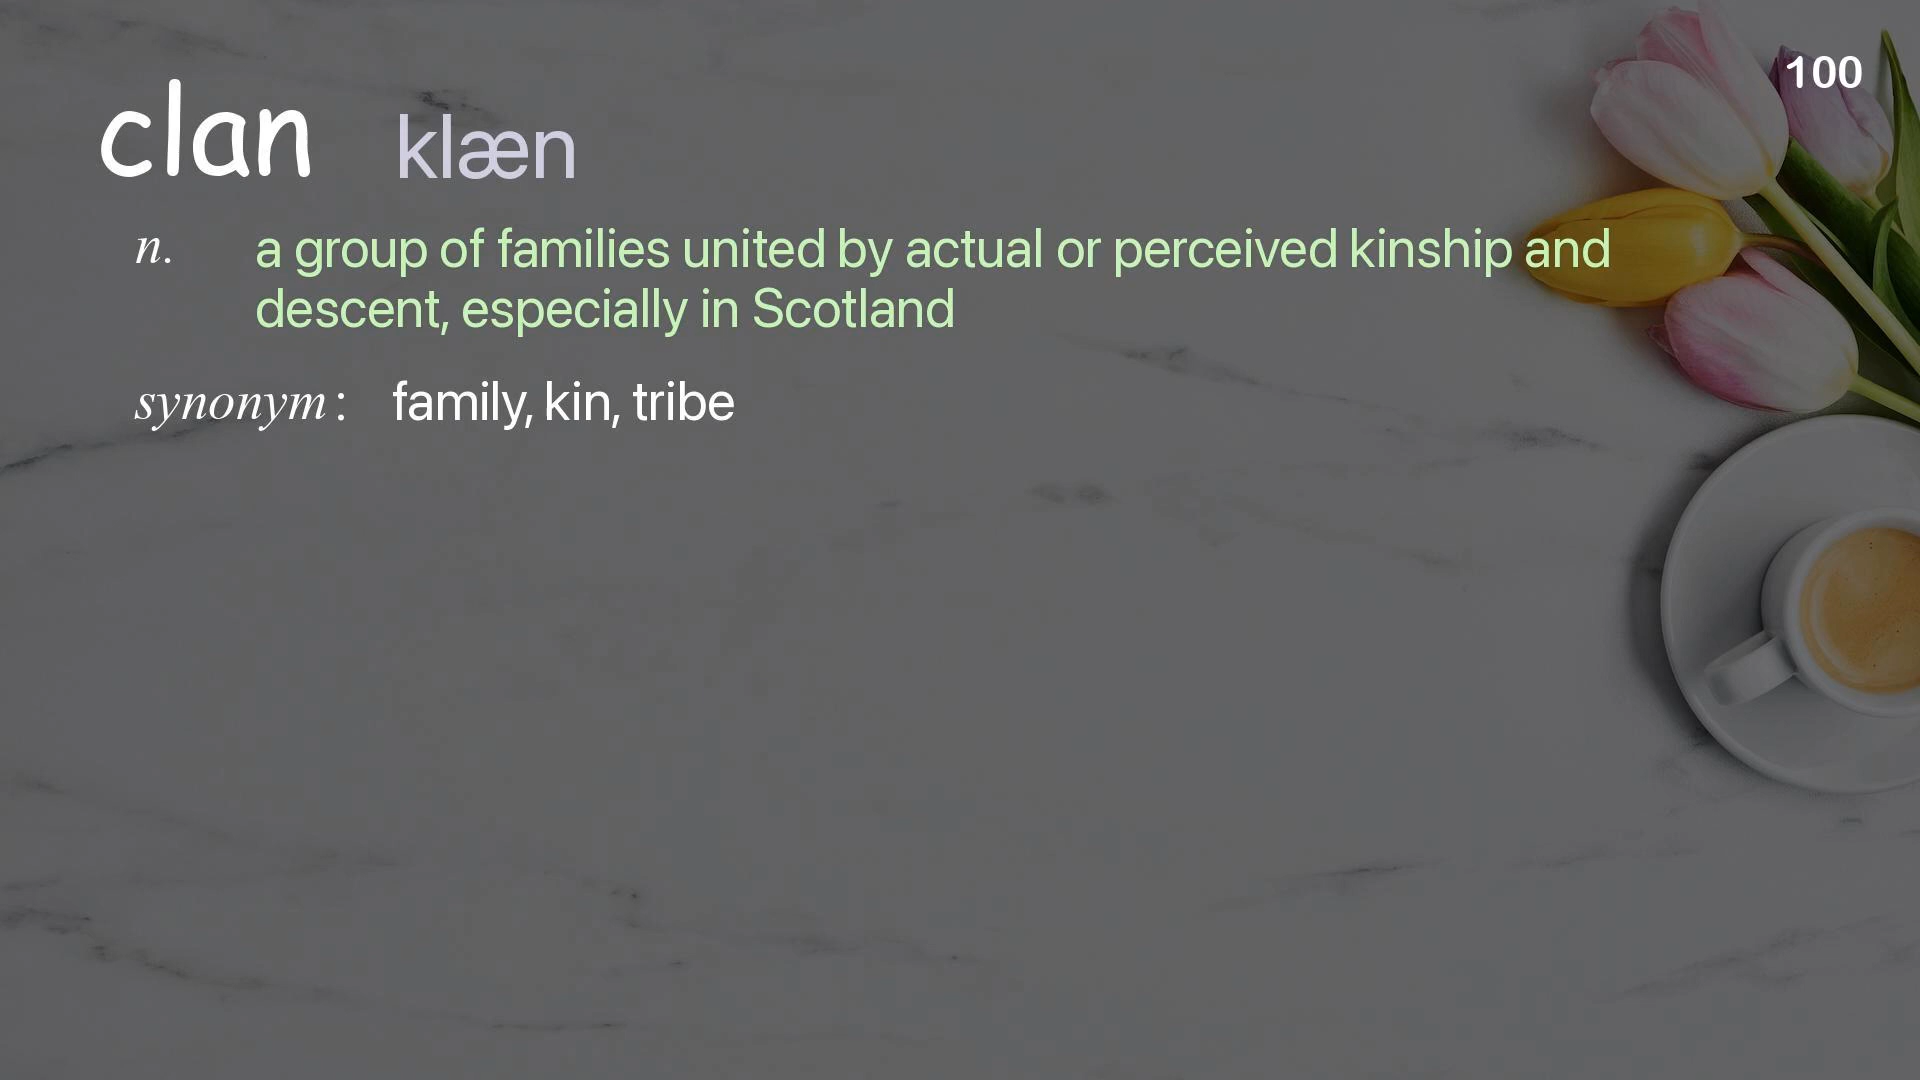 100
clan klæn
n. a group of families united by actual or perceived kinship and
descent, especially in Scotland
synonym : family, kin, tribe